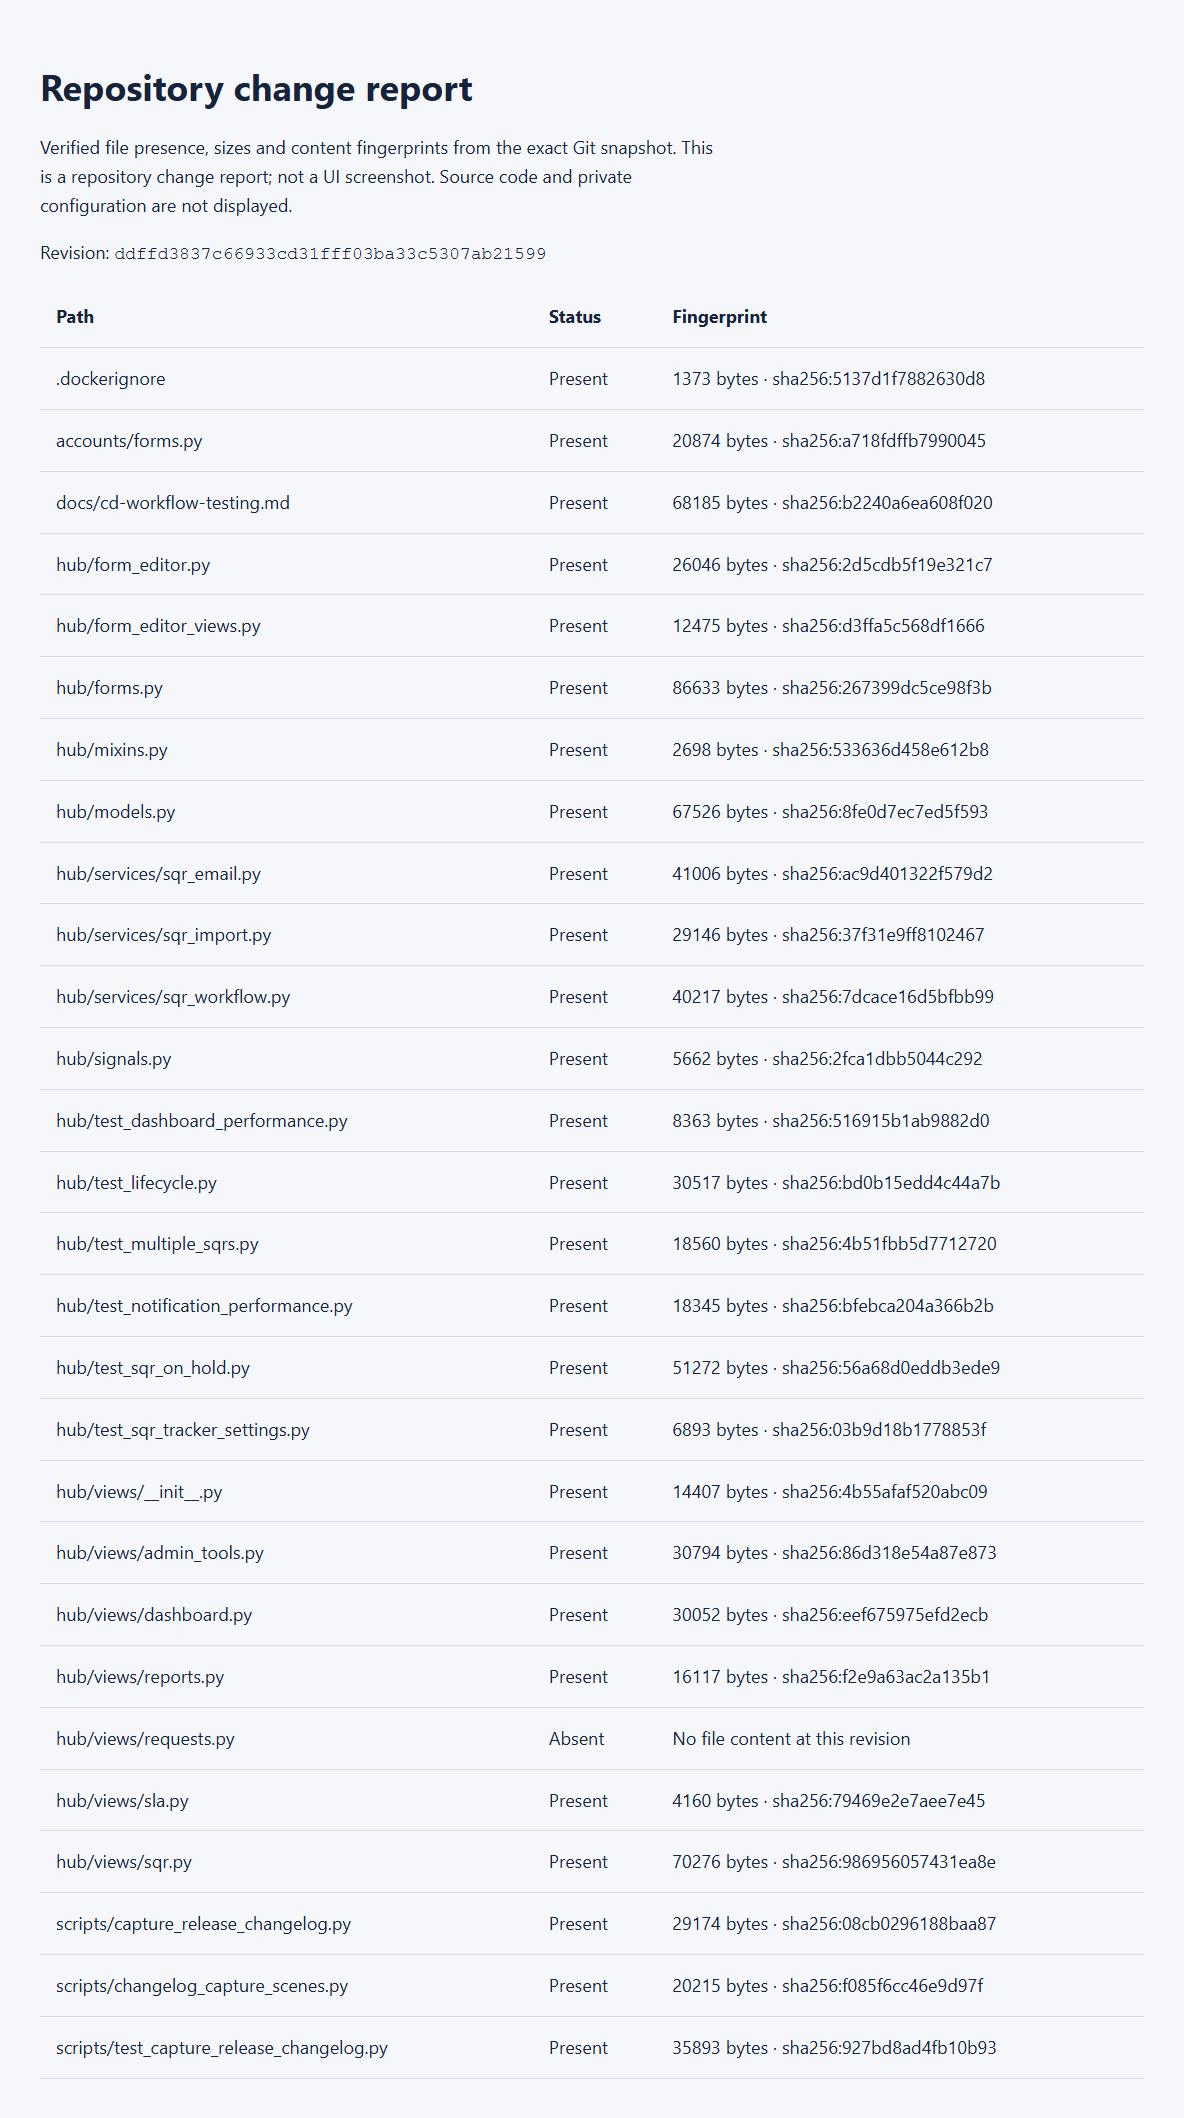 Repository change report
Verified file presence, sizes and content fingerprints from the exact Git snapshot. This
is a repository change report; not a UI screenshot. Source code and private
configuration are not displayed.
Revision: ddffd3837c66933cd31fff03ba33c5307ab21599
Path Status Fingerprint
.dockerignore Present 1373 bytes · sha256:5137d1f7882630d8
accounts/forms.py Present 20874 bytes · sha256:a718fdffb7990045
docs/cd-workflow-testing.md Present 68185 bytes · sha256:b2240a6ea608f020
hub/form_editor.py Present 26046 bytes · sha256:2d5cdb5f19e321c7
hub/form_editor_views.py Present 12475 bytes · sha256:d3ffa5c568df1666
hub/forms.py Present 86633 bytes · sha256:267399dc5ce98f3b
hub/mixins.py Present 2698 bytes · sha256:533636d458e612b8
hub/models.py Present 67526 bytes · sha256:8fe0d7ec7ed5f593
hub/services/sqr_email.py Present 41006 bytes · sha256:ac9d401322f579d2
hub/services/sqr_import.py Present 29146 bytes · sha256:37f31e9ff8102467
hub/services/sqr_workflow.py Present 40217 bytes · sha256:7dcace16d5bfbb99
hub/signals.py Present 5662 bytes · sha256:2fca1dbb5044c292
hub/test_dashboard_performance.py Present 8363 bytes · sha256:516915b1ab9882d0
hub/test_lifecycle.py Present 30517 bytes · sha256:bd0b15edd4c44a7b
hub/test_multiple_sqrs.py Present 18560 bytes · sha256:4b51fbb5d7712720
hub/test_notification_performance.py Present 18345 bytes · sha256:bfebca204a366b2b
hub/test_sqr_on_hold.py Present 51272 bytes · sha256:56a68d0eddb3ede9
hub/test_sqr_tracker_settings.py Present 6893 bytes · sha256:03b9d18b1778853f
hub/views/__init__.py Present 14407 bytes · sha256:4b55afaf520abc09
hub/views/admin_tools.py Present 30794 bytes · sha256:86d318e54a87e873
hub/views/dashboard.py Present 30052 bytes · sha256:eef675975efd2ecb
hub/views/reports.py Present 16117 bytes · sha256:f2e9a63ac2a135b1
hub/views/requests.py Absent No file content at this revision
hub/views/sla.py Present 4160 bytes · sha256:79469e2e7aee7e45
hub/views/sqr.py Present 70276 bytes · sha256:986956057431ea8e
scripts/capture_release_changelog.py Present 29174 bytes · sha256:08cb0296188baa87
scripts/changelog_capture_scenes.py Present 20215 bytes · sha256:f085f6cc46e9d97f
scripts/test_capture_release_changelog.py Present 35893 bytes · sha256:927bd8ad4fb10b93